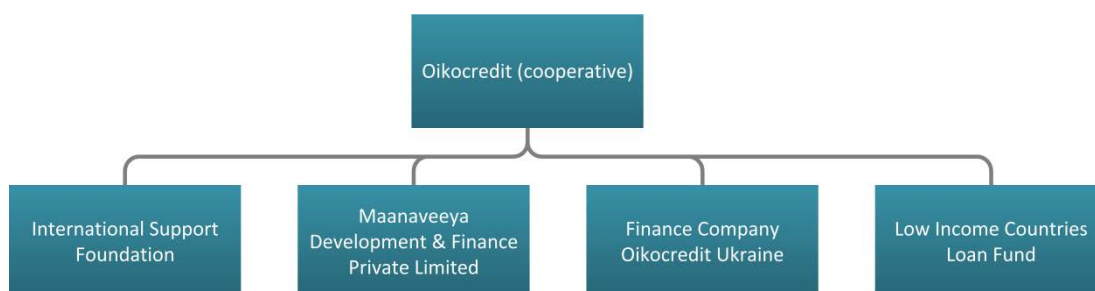 Oikocredit (cooperative)
International Support
Foundation
Maanaveeya
Development & Finance
Private Limited
Finance Company
Oikocredit Ukraine
Low Income Countries
Loan Fund